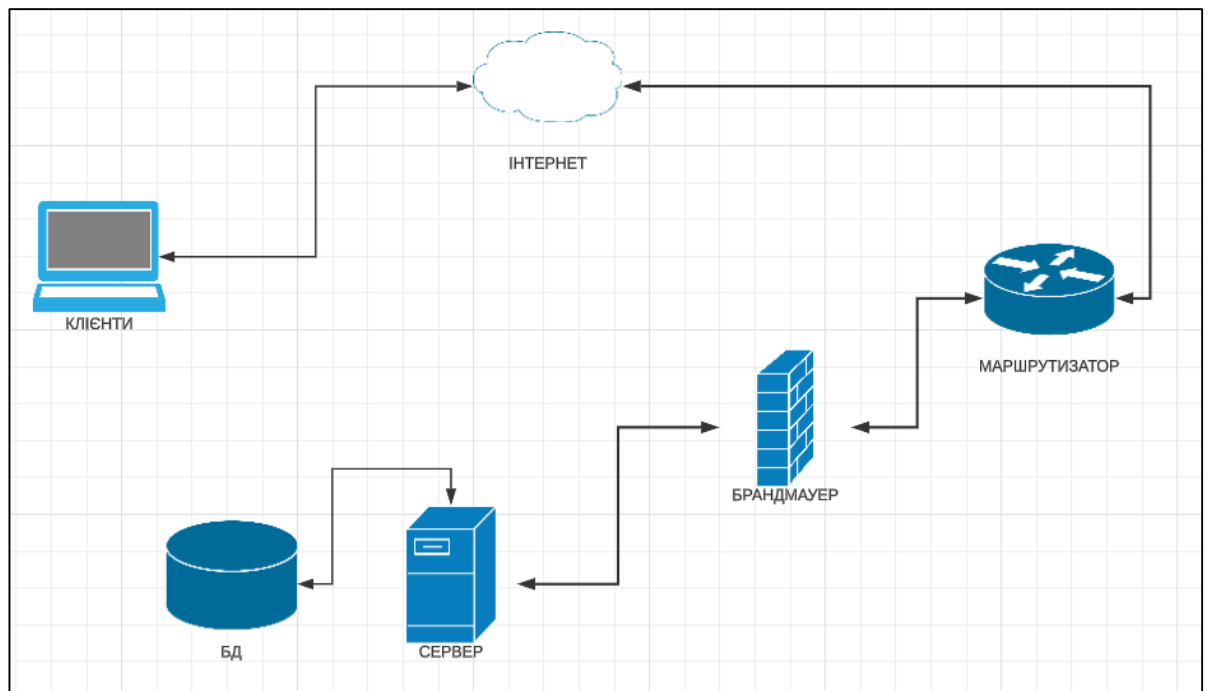 ІНТЕРНЕТ
КЛІЄНТИ
МАРШРУТИЗАТОР
БРАНДМАУЕР
БД
СЕРВЕР